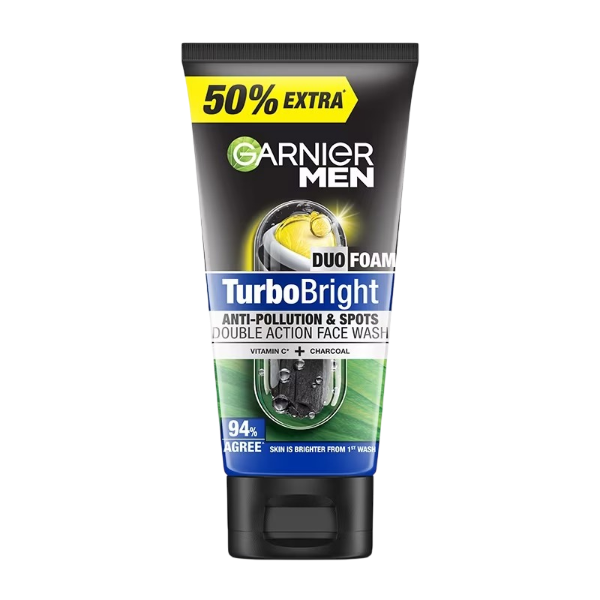 50% EXTRA*
GARNIER
MEN
DUO FOAM
TurboBright
ANTI-POLLUTION & SPOTS
DOUBLE ACTION FACE WASH
VITAMIN C* + CHARCOAL
94%
AGREE*
SKIN IS BRIGHTER FROM 1ST WASH